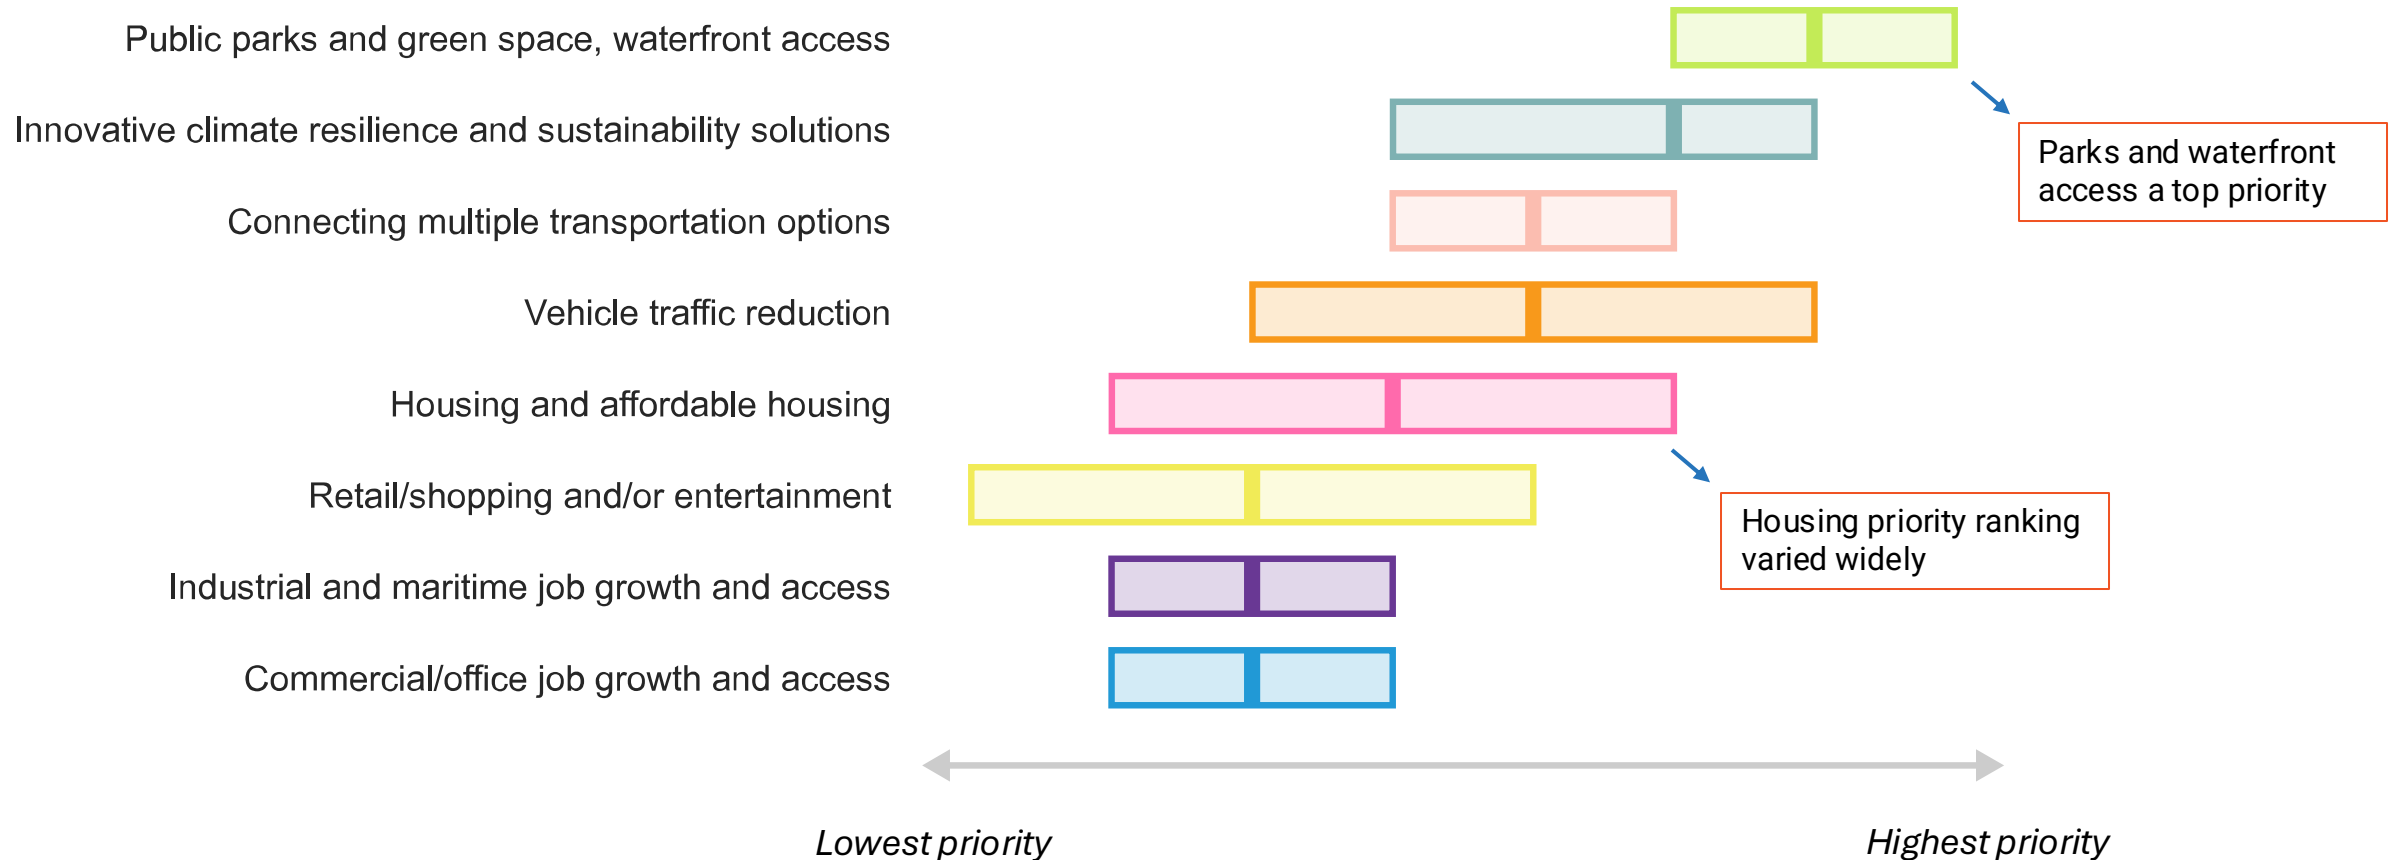 Public parks and green space, waterfront access
Innovative climate resilience and sustainability solutions
Parks and waterfront
access a top priority
Connecting multiple transportation options
Vehicle traffic reduction
Housing and affordable housing
Retail/shopping and/or entertainment
Housing priority ranking
varied widely
Industrial and maritime job growth and access
Commercial/office job growth and access
Lowest priority
Highest priority